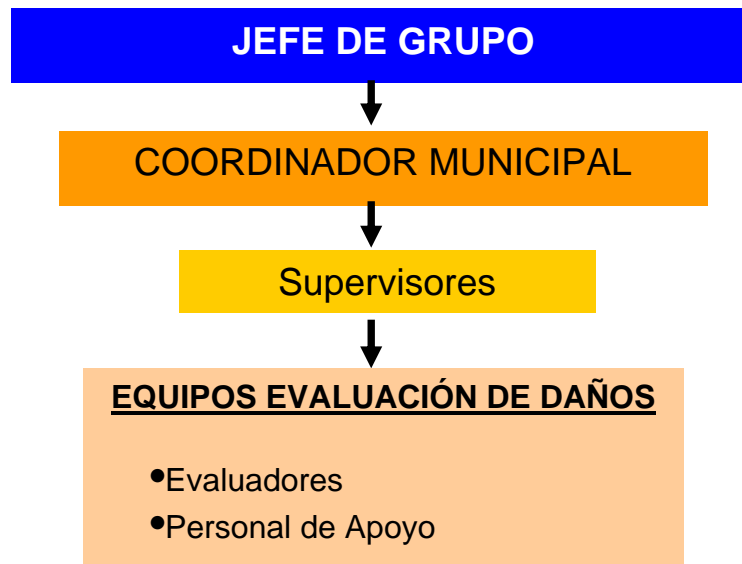 JEFE DE GRUPO
COORDINADOR MUNICIPAL
Supervisores
EQUIPOS EVALUACIÓN DE DAÑOS
•Evaluadores
•Personal de Apoyo